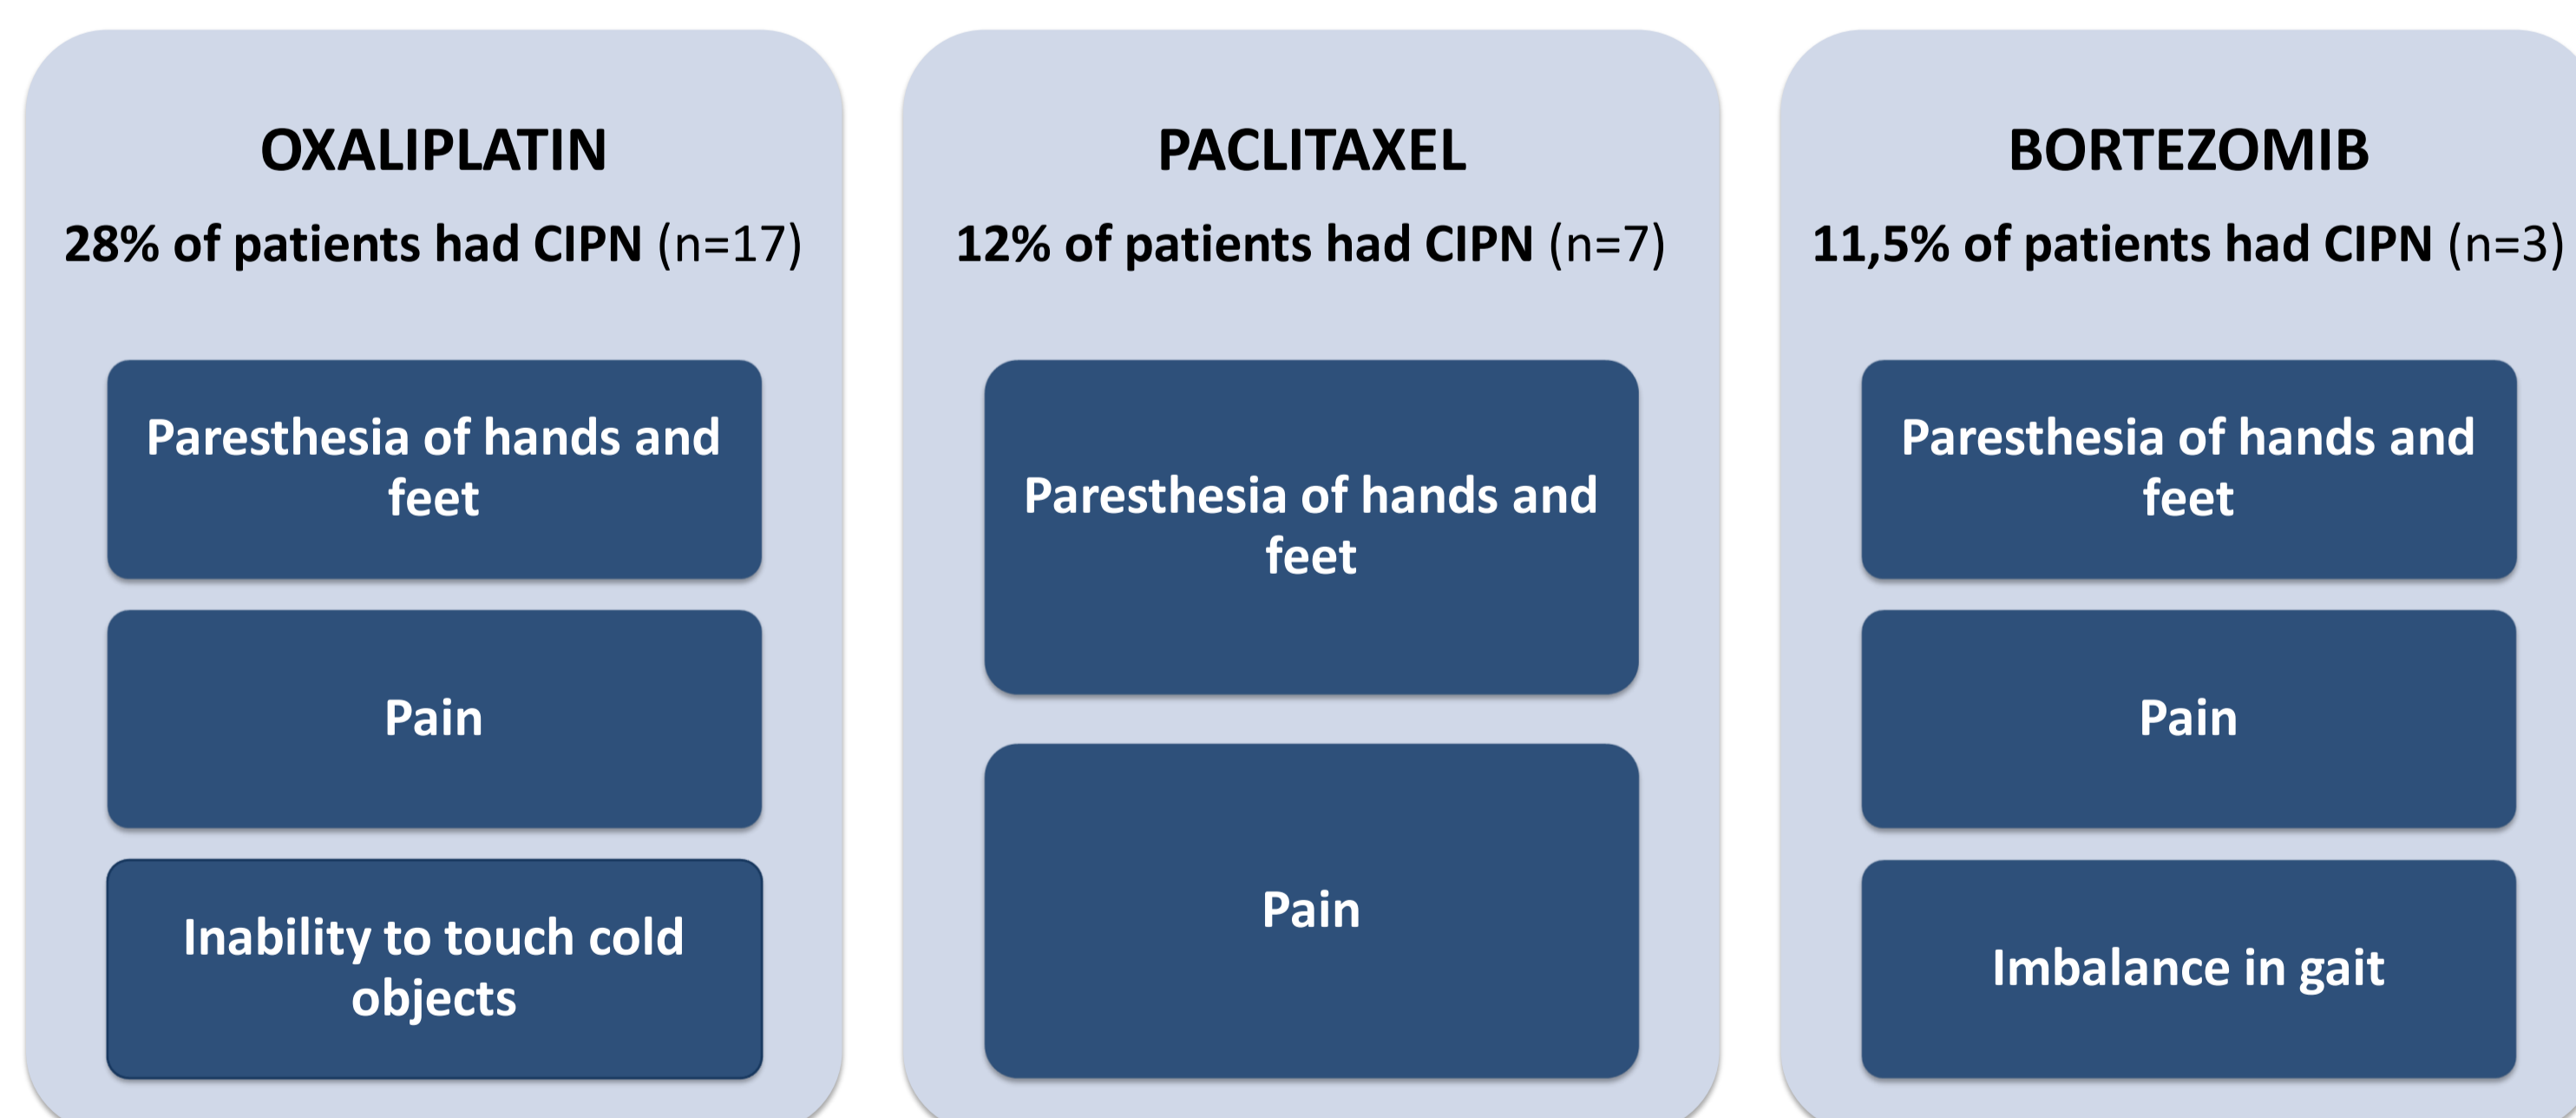 OXALIPLATIN
28% of patients had CIPN (n=17)
Paresthesia of hands and
feet
Pain
Inability to touch cold
objects
PACLITAXEL
12% of patients had CIPN (n=7)
Paresthesia of hands and
feet
Pain
BORTEZOMIB
11,5% of patients had CIPN (n=3)
Paresthesia of hands and
feet
Pain
Imbalance in gait